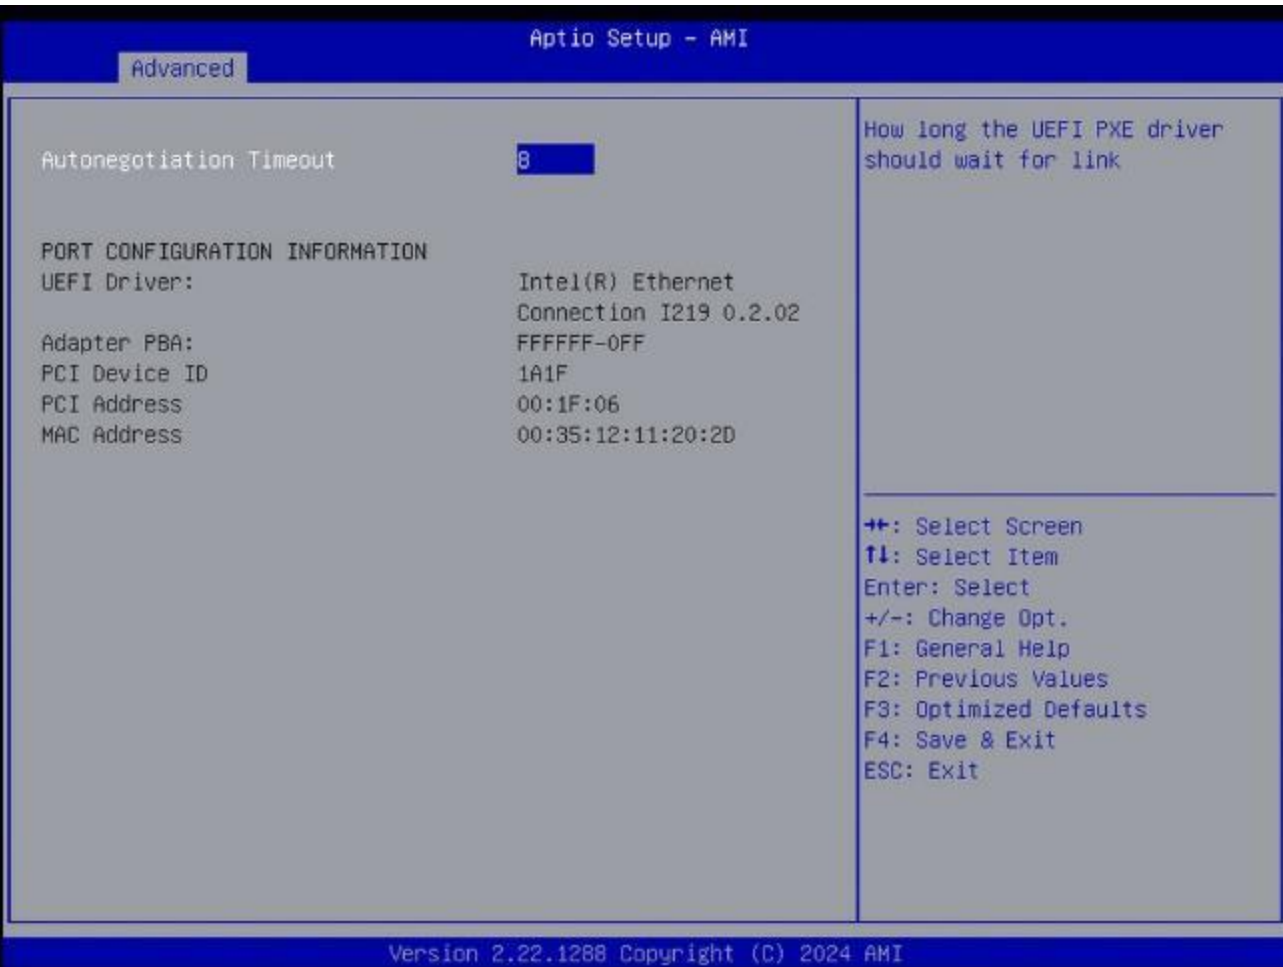 Aptio Setup - AMI
Advanced
Autonegotiation Timeout 8
PORT CONFIGURATION INFORMATION
UEFI Driver: Intel(R) Ethernet
Connection I219 0.2.02
Adapter PBA: FFFFFF-0FF
PCI Device ID 1A1F
PCI Address 00:1F:06
MAC Address 00:35:12:11:20:2D
How long the UEFI PXE driver
should wait for link
→←: Select Screen
↑↓: Select Item
Enter: Select
+/-: Change Opt.
F1: General Help
F2: Previous Values
F3: Optimized Defaults
F4: Save & Exit
ESC: Exit
Version 2.22.1288 Copyright (C) 2024 AMI